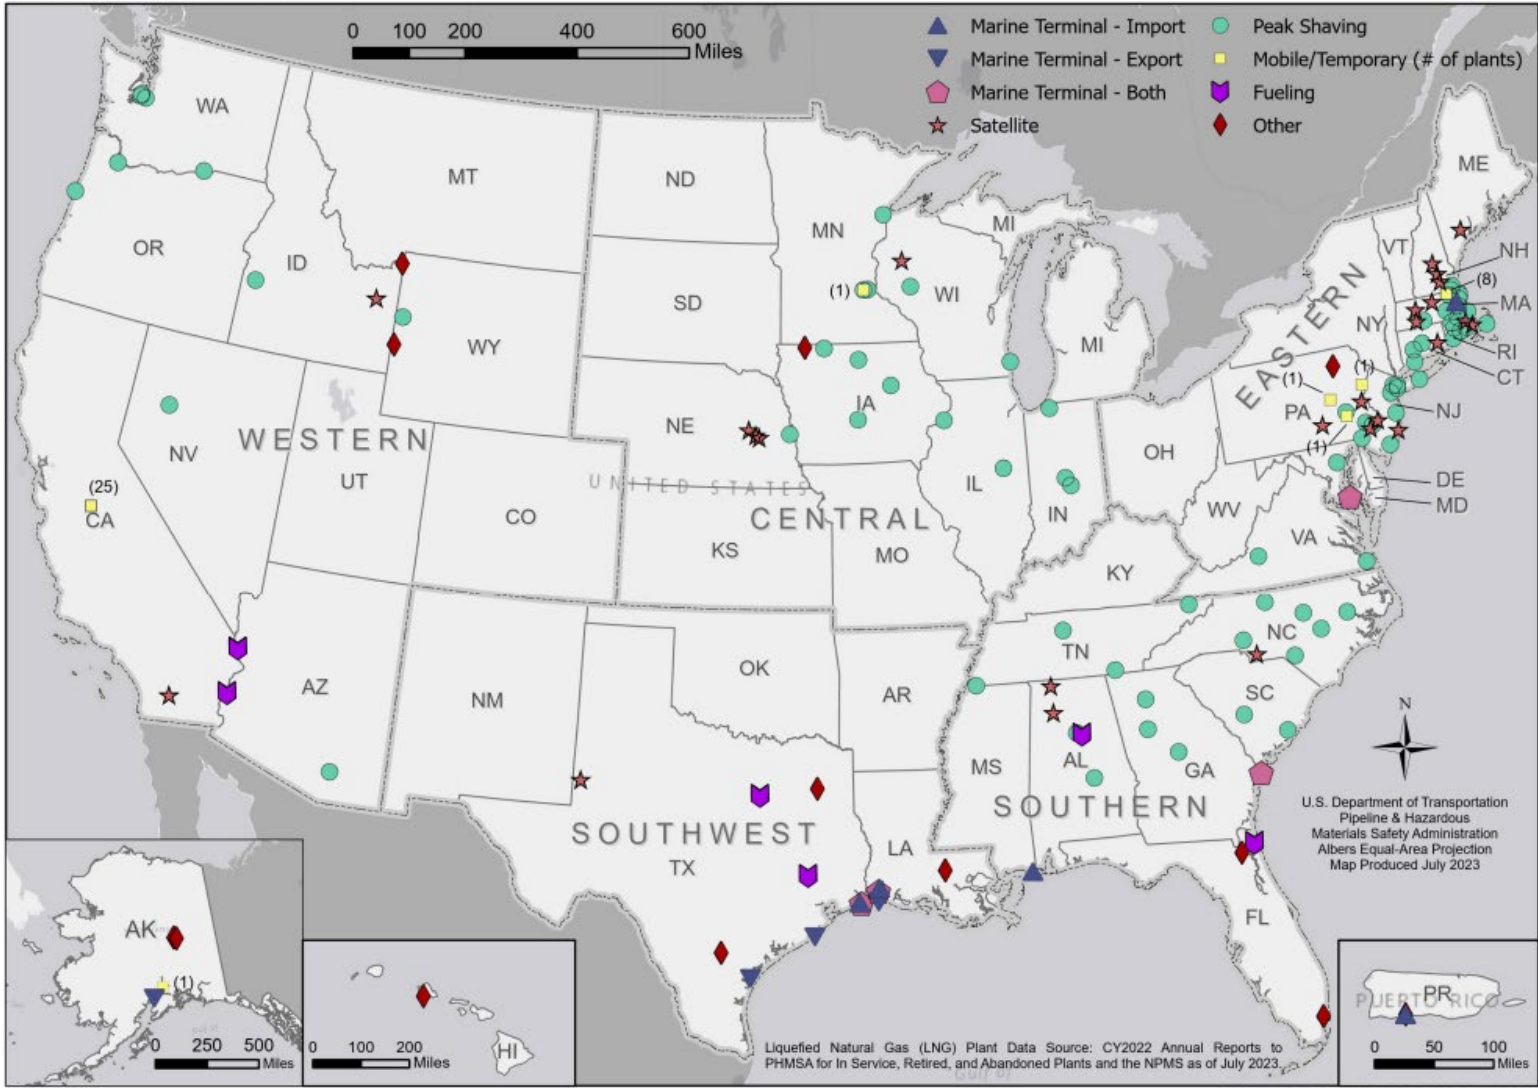 0 100 200 400 600 Miles
Marine Terminal - Import
Marine Terminal - Export
Marine Terminal - Both
Satellite
Peak Shaving
Mobile/Temporary (# of plants)
Fueling
Other
WA
MT
ND
MN
MI
ME
VT
NH
(8)
MA
OR
ID
SD
(1)
WI
NY
RI
CT
WY
MI
EASTERN
(1)
(1)
PA
NJ
(1)
NV
WESTERN
NE
IA
OH
DE
MD
(25)
CA
UT
CO
UNITED STATES
CENTRAL
KS
MO
IL
IN
WV
VA
KY
AZ
NM
OK
AR
TN
NC
SC
N
MS
AL
GA
SOUTHERN
SOUTHWEST
TX
LA
FL
U.S. Department of Transportation
Pipeline & Hazardous
Materials Safety Administration
Albers Equal-Area Projection
Map Produced July 2023
AK
(1)
0 250 500 Miles
HI
0 100 200 Miles
PR
PUERTO RICO
0 50 100 Miles
Liquefied Natural Gas (LNG) Plant Data Source: CY2022 Annual Reports to
PHMSA for In Service, Retired, and Abandoned Plants and the NPMS as of July 2023.
Gulf of